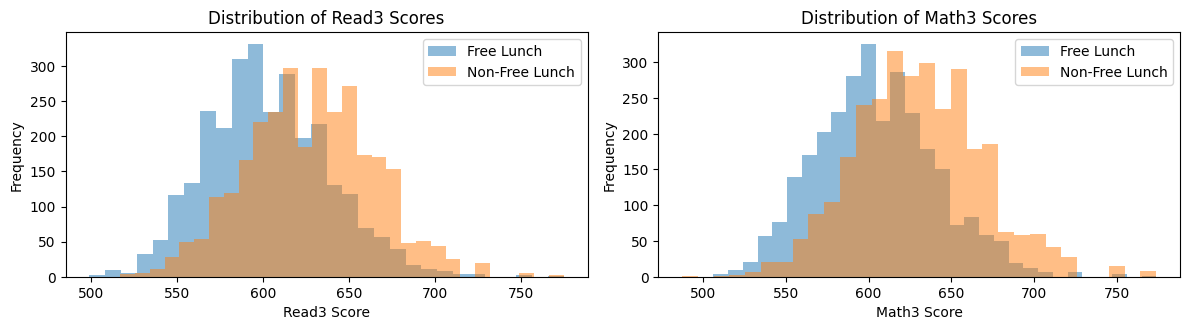 Distribution of Read3 Scores
Free Lunch
Non-Free Lunch
Frequency
0
50
100
150
200
250
300
500
550
600
650
700
750
Read3 Score
Distribution of Math3 Scores
Free Lunch
Non-Free Lunch
Frequency
0
50
100
150
200
250
300
500
550
600
650
700
750
Math3 Score